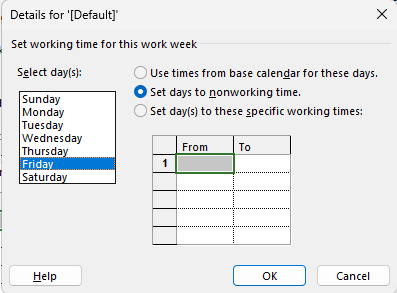 Details for '[Default]'
Set working time for this work week
Select day(s):
Sunday
Monday
Tuesday
Wednesday
Thursday
Friday
Saturday
Use times from base calendar for these days.
Set days to nonworking time.
Set day(s) to these specific working times:
From To
1
Help OK Cancel